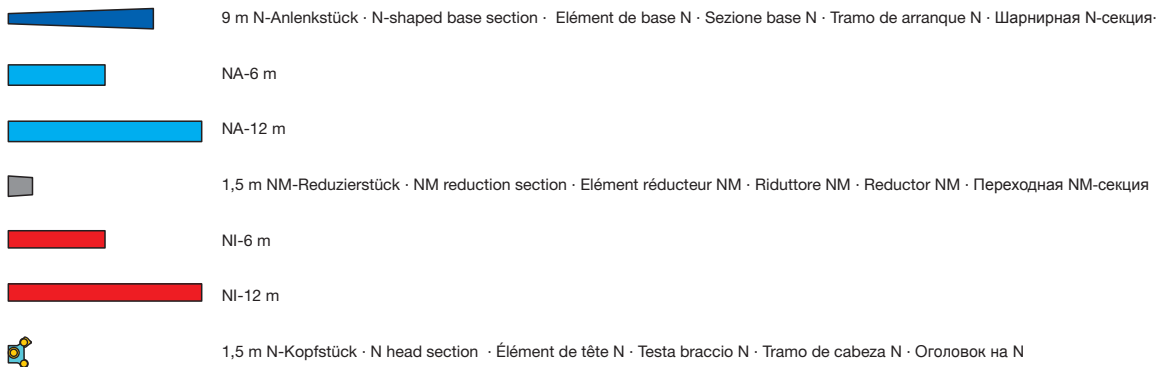 9 m N-Anlenkstück · N-shaped base section · Elément de base N · Sezione base N · Tramo de arranque N · Шарнирная N-секция·
NA-6 m
NA-12 m
1,5 m NM-Reduzierstück · NM reduction section · Elément réducteur NM · Riduttore NM · Reductor NM · Переходная NM-секция
NI-6 m
NI-12 m
1,5 m N-Kopfstück · N head section · Élément de tête N · Testa braccio N · Tramo de cabeza N · Оголовок на N